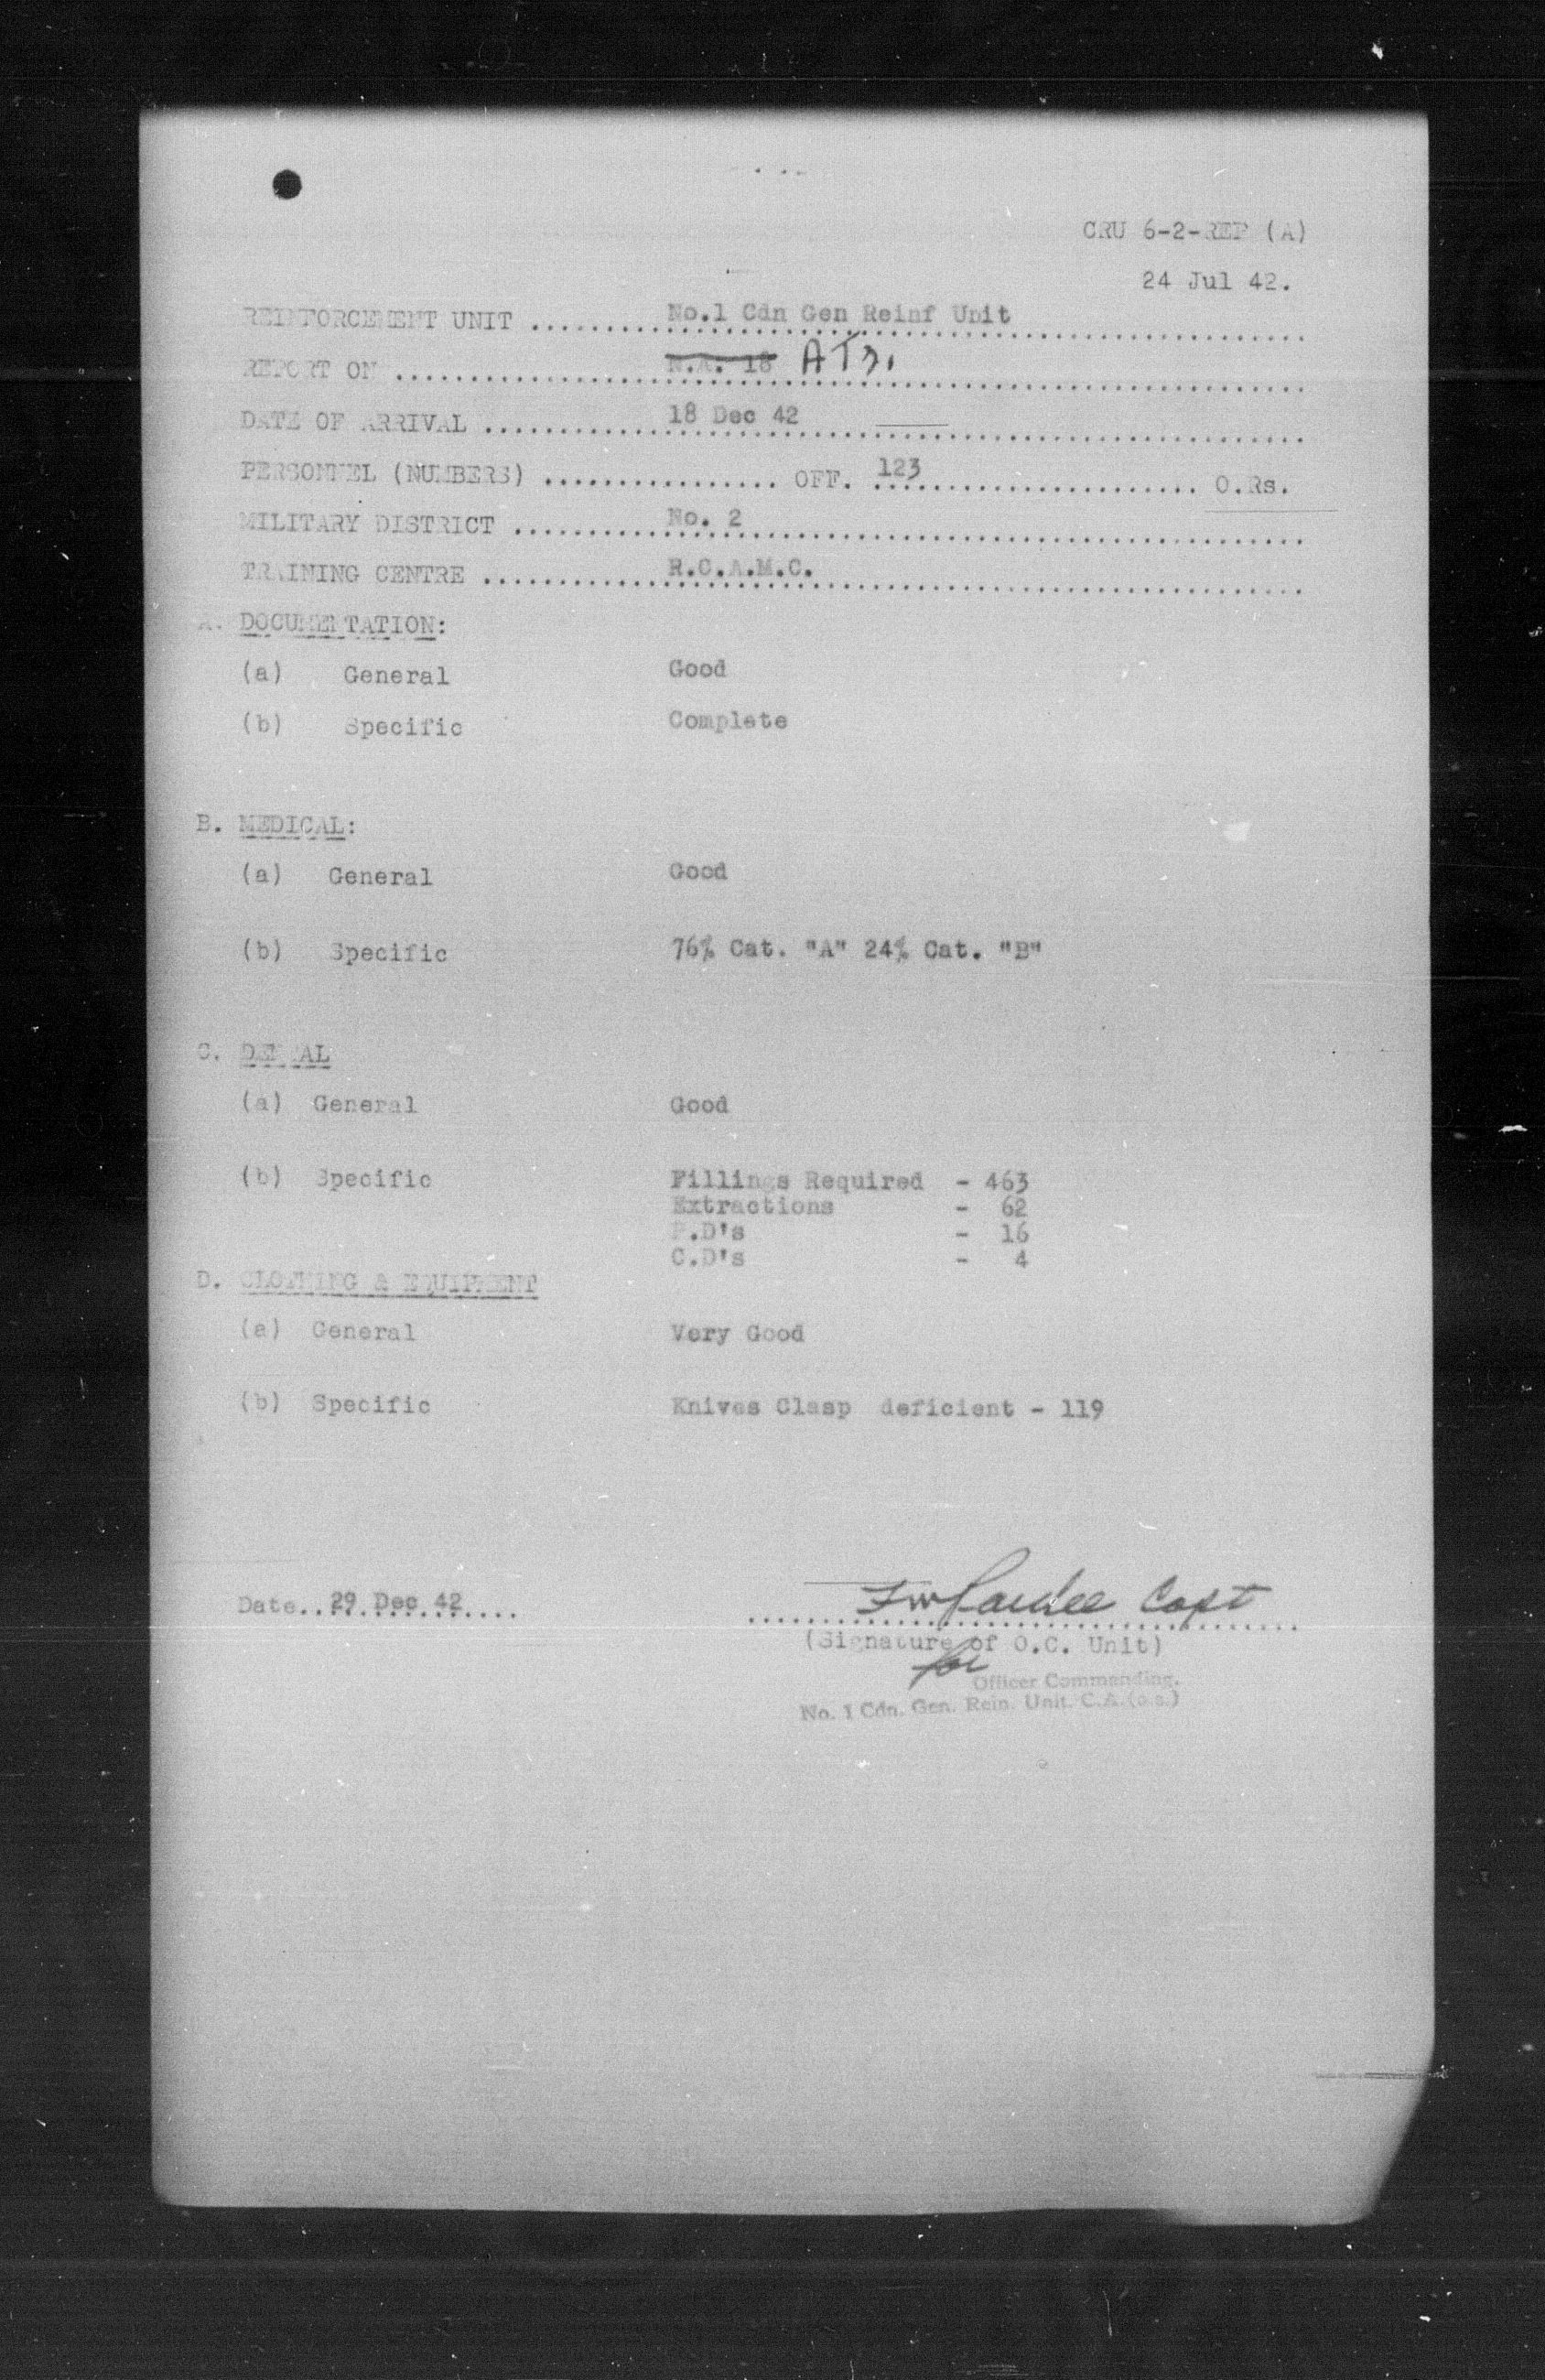 CRU 6-2-REP (A)
24 Jul 42.
REINFORCEMENT UNIT ........ No.1 Cdn Gen Reinf Unit
REPORT ON ........ N.A. 18
DATE OF ARRIVAL ........ 18 Dec 42
PERSONNEL (NUMBERS) ................ OFF. 123 ........ O.Rs.
MILITARY DISTRICT ........ No. 2
TRAINING CENTRE ........ R.C.A.M.C.
A. DOCUMENTATION:
(a) General Good
(b) Specific Complete
B. MEDICAL:
(a) General Good
(b) Specific 76% Cat. "A" 24% Cat. "B"
C. DENTAL
(a) General Good
(b) Specific Fillings Required - 463
Extractions - 62
P.D's - 16
C.D's - 4
D. CLOTHING & EQUIPMENT
(a) General Very Good
(b) Specific Knives Clasp deficient - 119
Date.. 29 Dec 42 ....
Capt
(Signature of O.C. Unit)
for
Officer Commanding.
No. 1 Cdn. Gen. Rein. Unit. C.A.(o.s.)